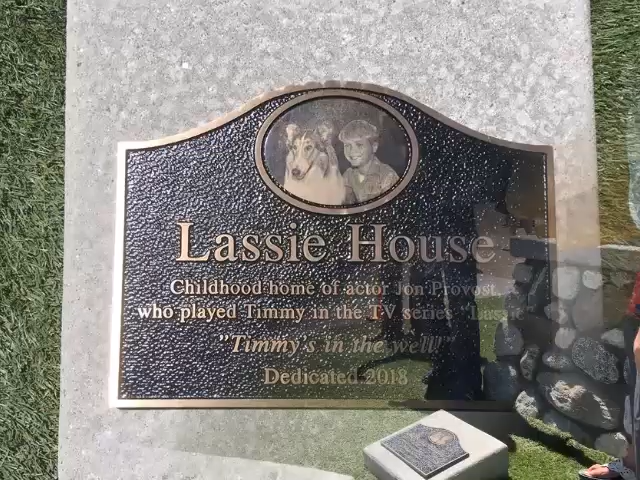 Lassie House
Childhood home of actor Jon Provost,
who played Timmy in the TV series "Lassie"
"Timmy's in the well!"
Dedicated 2018